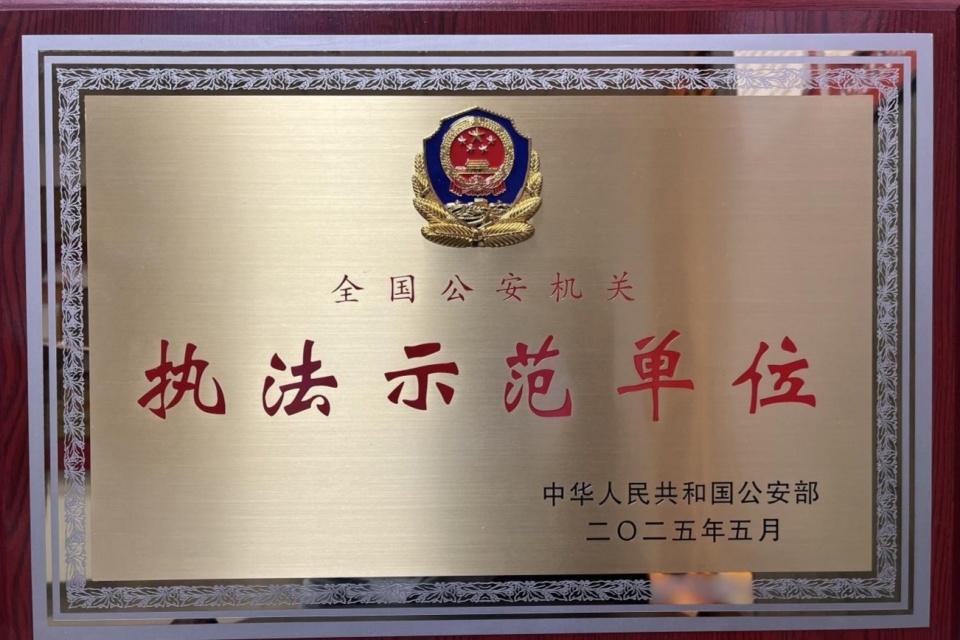 全国公安机关
执法示范单位
中华人民共和国公安部
二〇二五年五月